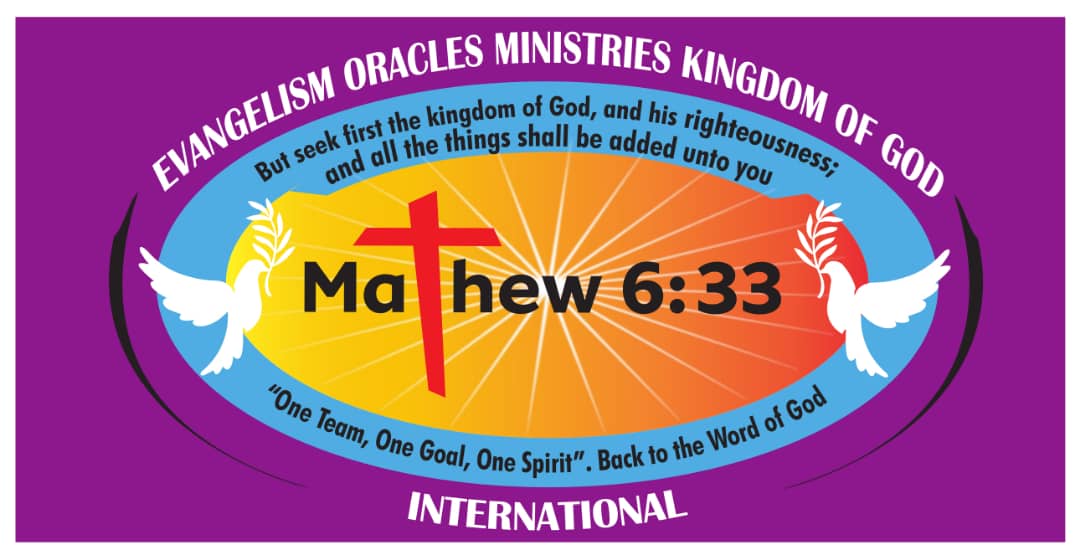 EVANGELISM ORACLES MINISTRIES KINGDOM OF GOD
But seek first the kingdom of God, and his righteousness;
and all the things shall be added unto you
Mathew 6:33
“One Team, One Goal, One Spirit”. Back to the Word of God
INTERNATIONAL